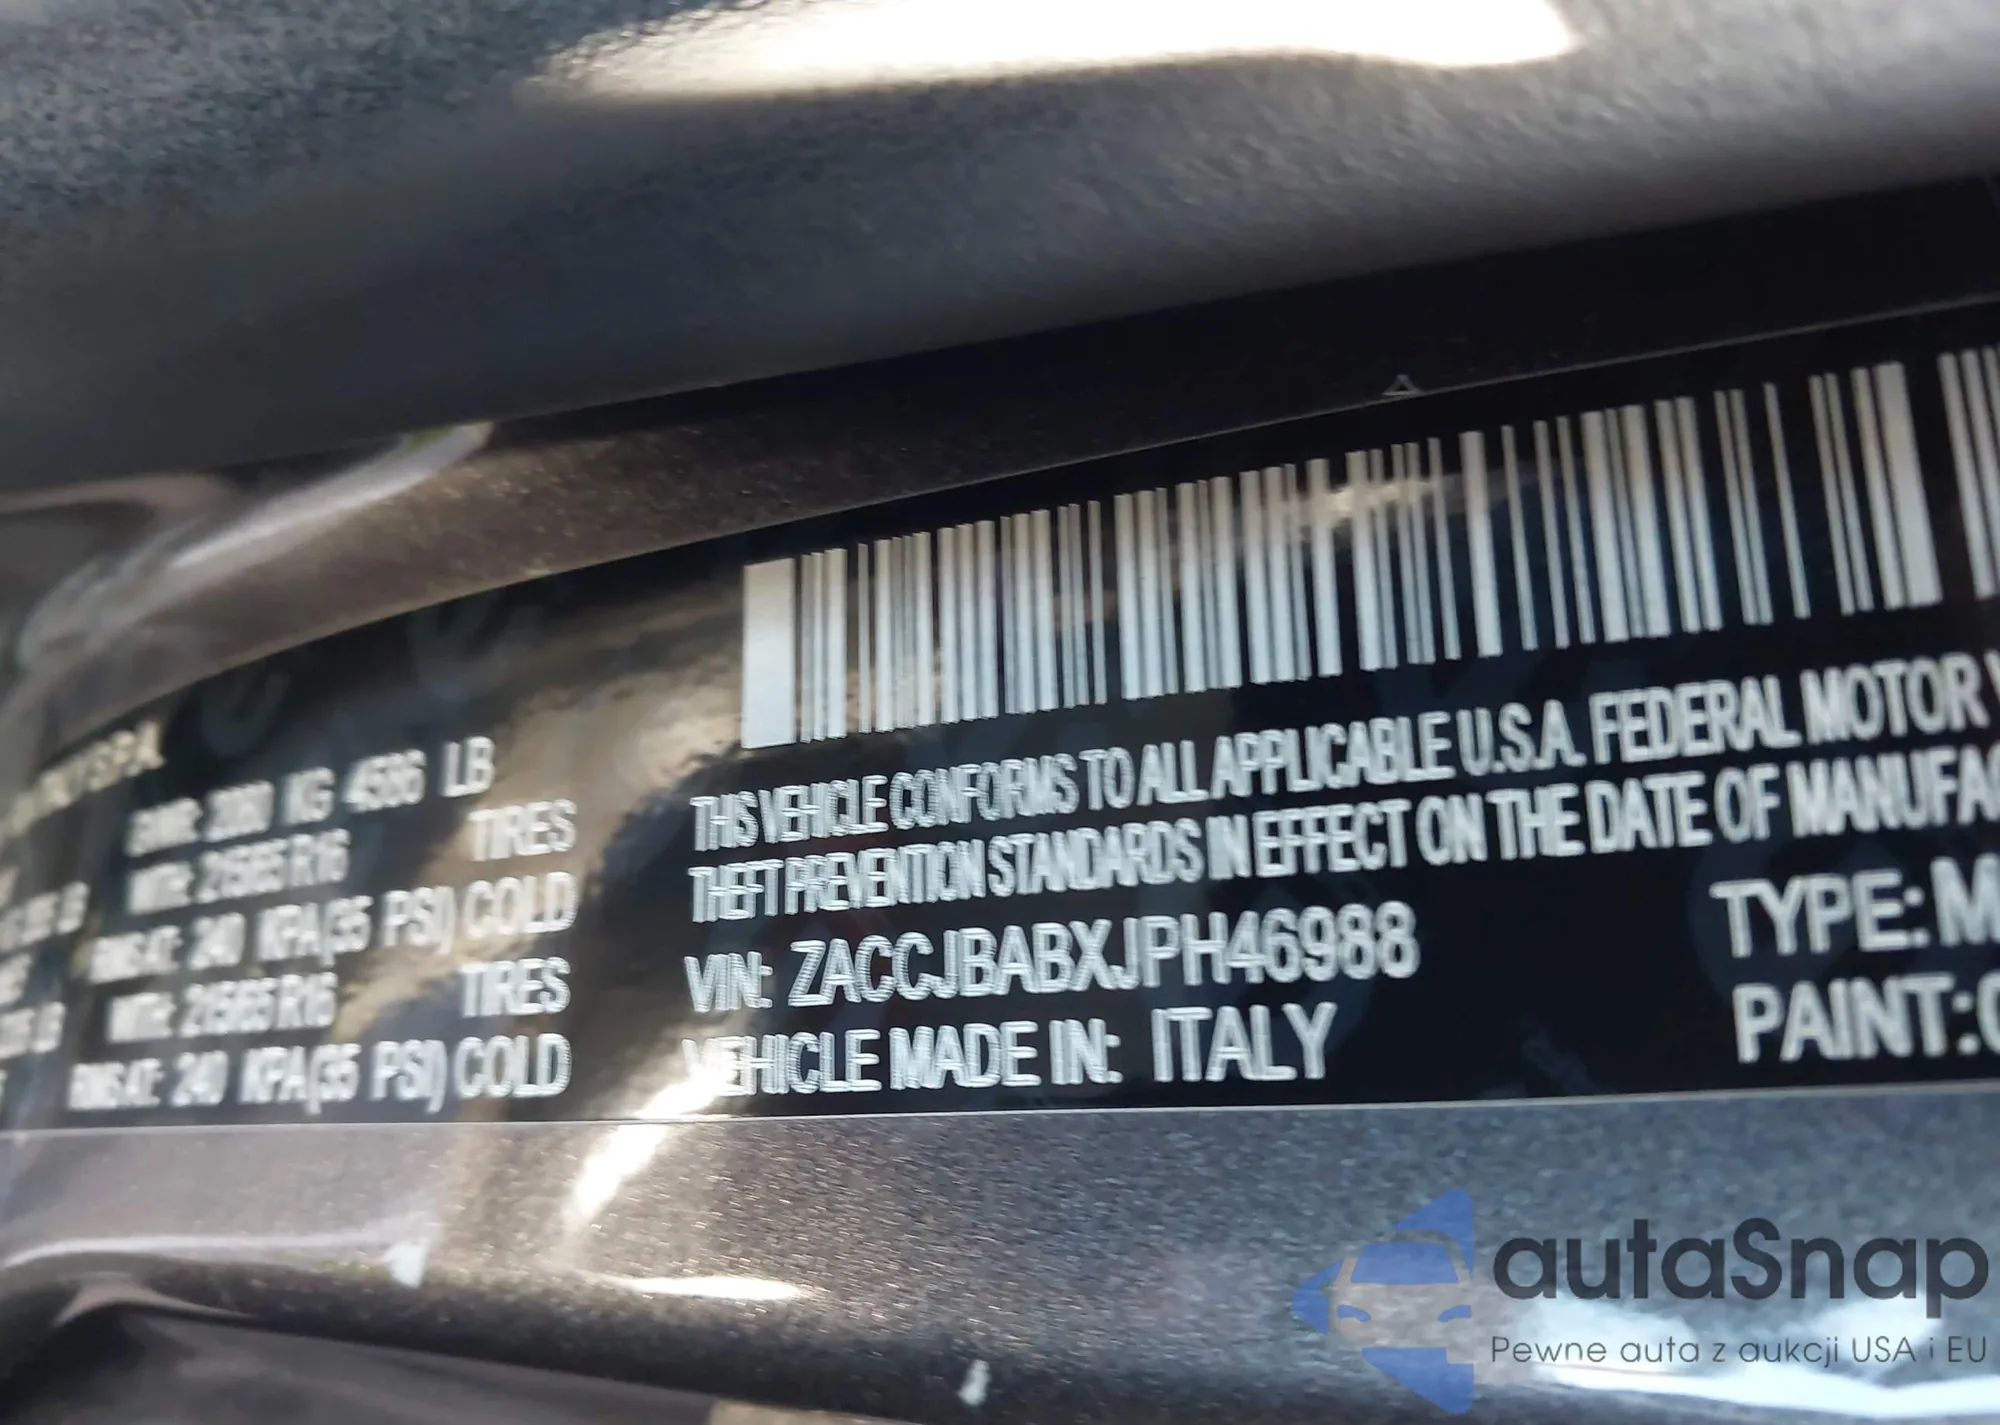 GVWR: 2080 KG 4586 LB
WITH: 215/65 R16 TIRES
RIMS AT: 240 KPA(35 PSI) COLD
WITH: 215/65 R16 TIRES
RIMS AT: 240 KPA(35 PSI) COLD
THIS VEHICLE CONFORMS TO ALL APPLICABLE U.S.A. FEDERAL MOTOR V
THEFT PREVENTION STANDARDS IN EFFECT ON THE DATE OF MANUFAC
VIN: ZACCJBABXJPH46988
VEHICLE MADE IN: ITALY
TYPE: M
PAINT:
autaSnap
Pewne auta z aukcji USA i EU